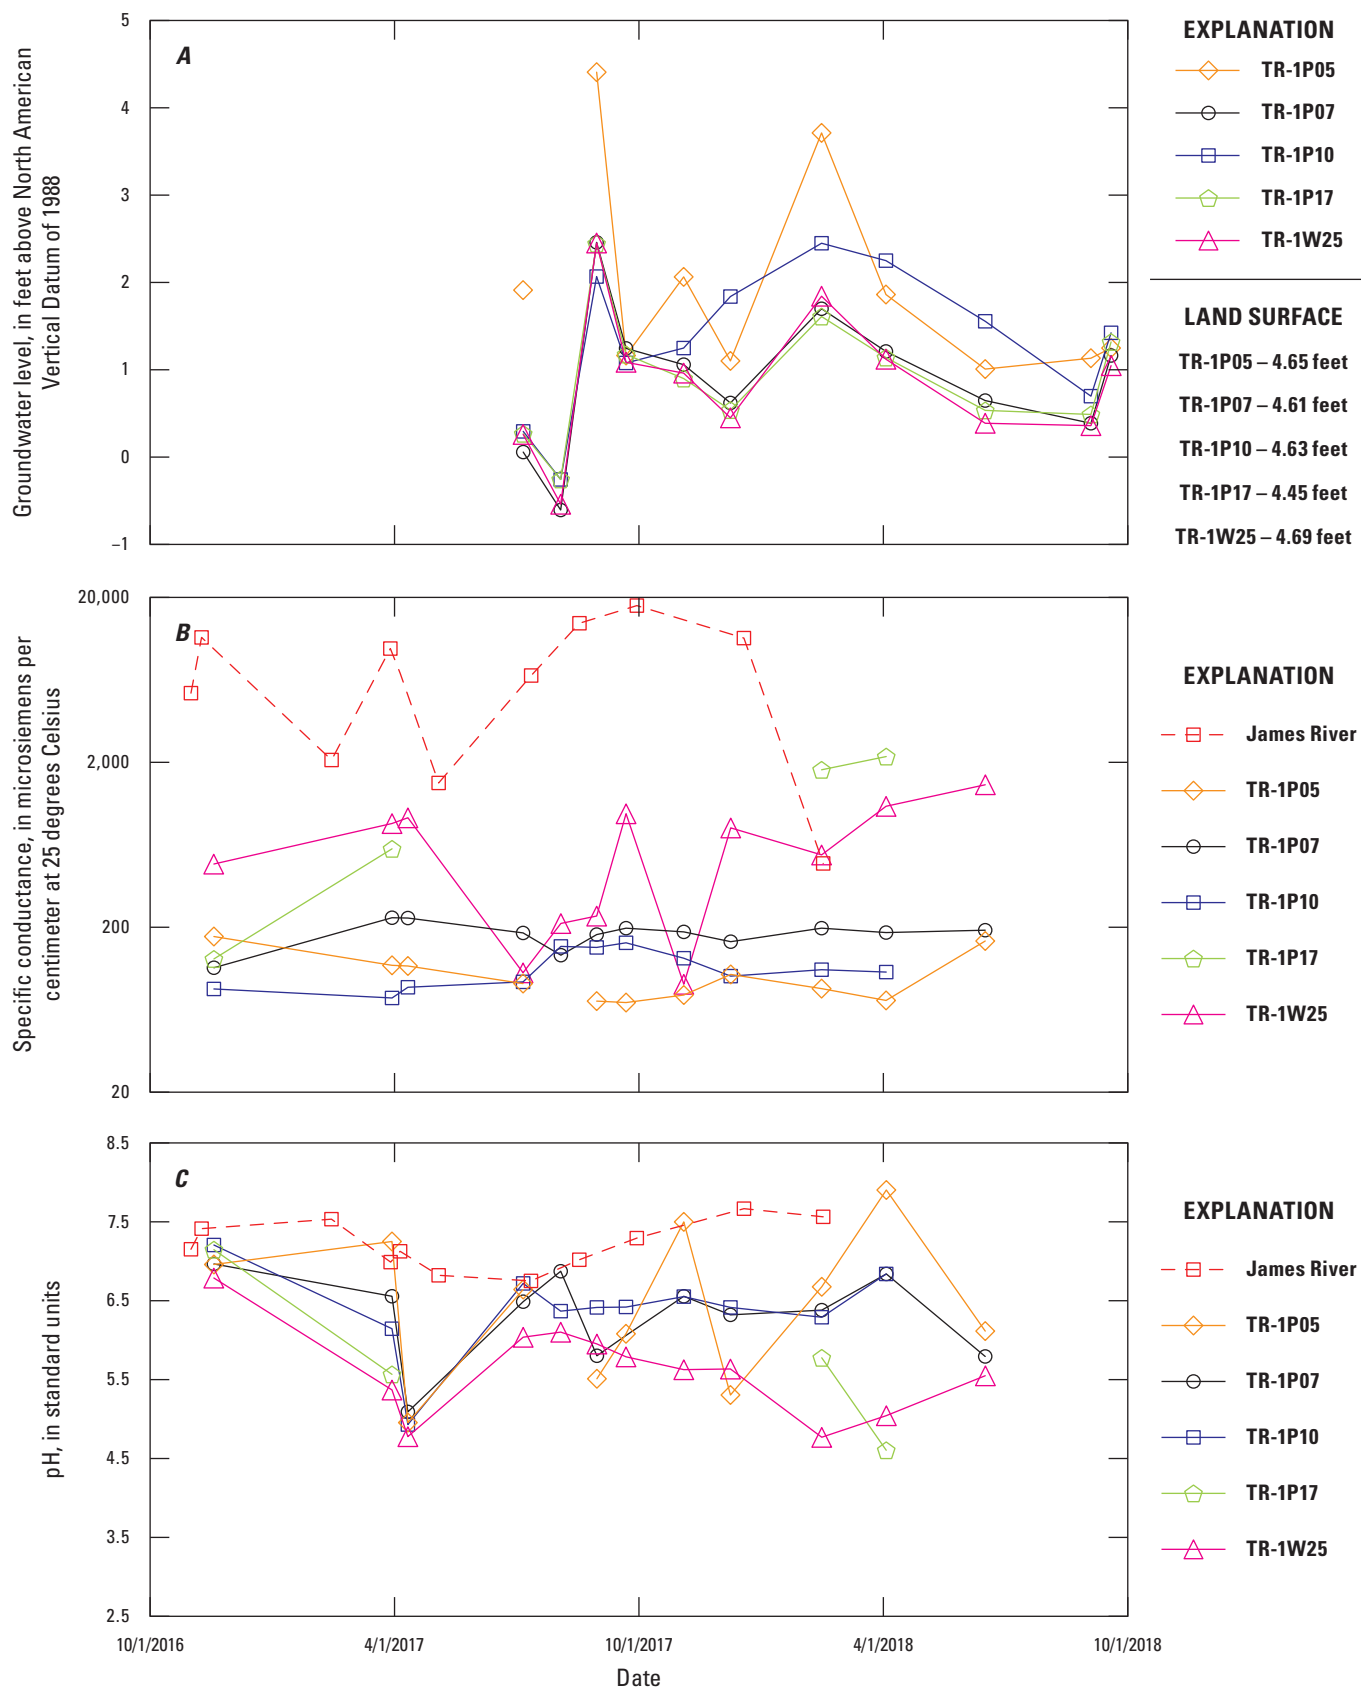 A
Groundwater level, in feet above North American
Vertical Datum of 1988
5
4
3
2
1
0
–1
EXPLANATION
TR-1P05
TR-1P07
TR-1P10
TR-1P17
TR-1W25
LAND SURFACE
TR-1P05 – 4.65 feet
TR-1P07 – 4.61 feet
TR-1P10 – 4.63 feet
TR-1P17 – 4.45 feet
TR-1W25 – 4.69 feet
B
Specific conductance, in microsiemens per
centimeter at 25 degrees Celsius
20,000
2,000
200
20
EXPLANATION
James River
TR-1P05
TR-1P07
TR-1P10
TR-1P17
TR-1W25
C
pH, in standard units
8.5
7.5
6.5
5.5
4.5
3.5
2.5
10/1/2016
4/1/2017
10/1/2017
4/1/2018
10/1/2018
Date
EXPLANATION
James River
TR-1P05
TR-1P07
TR-1P10
TR-1P17
TR-1W25